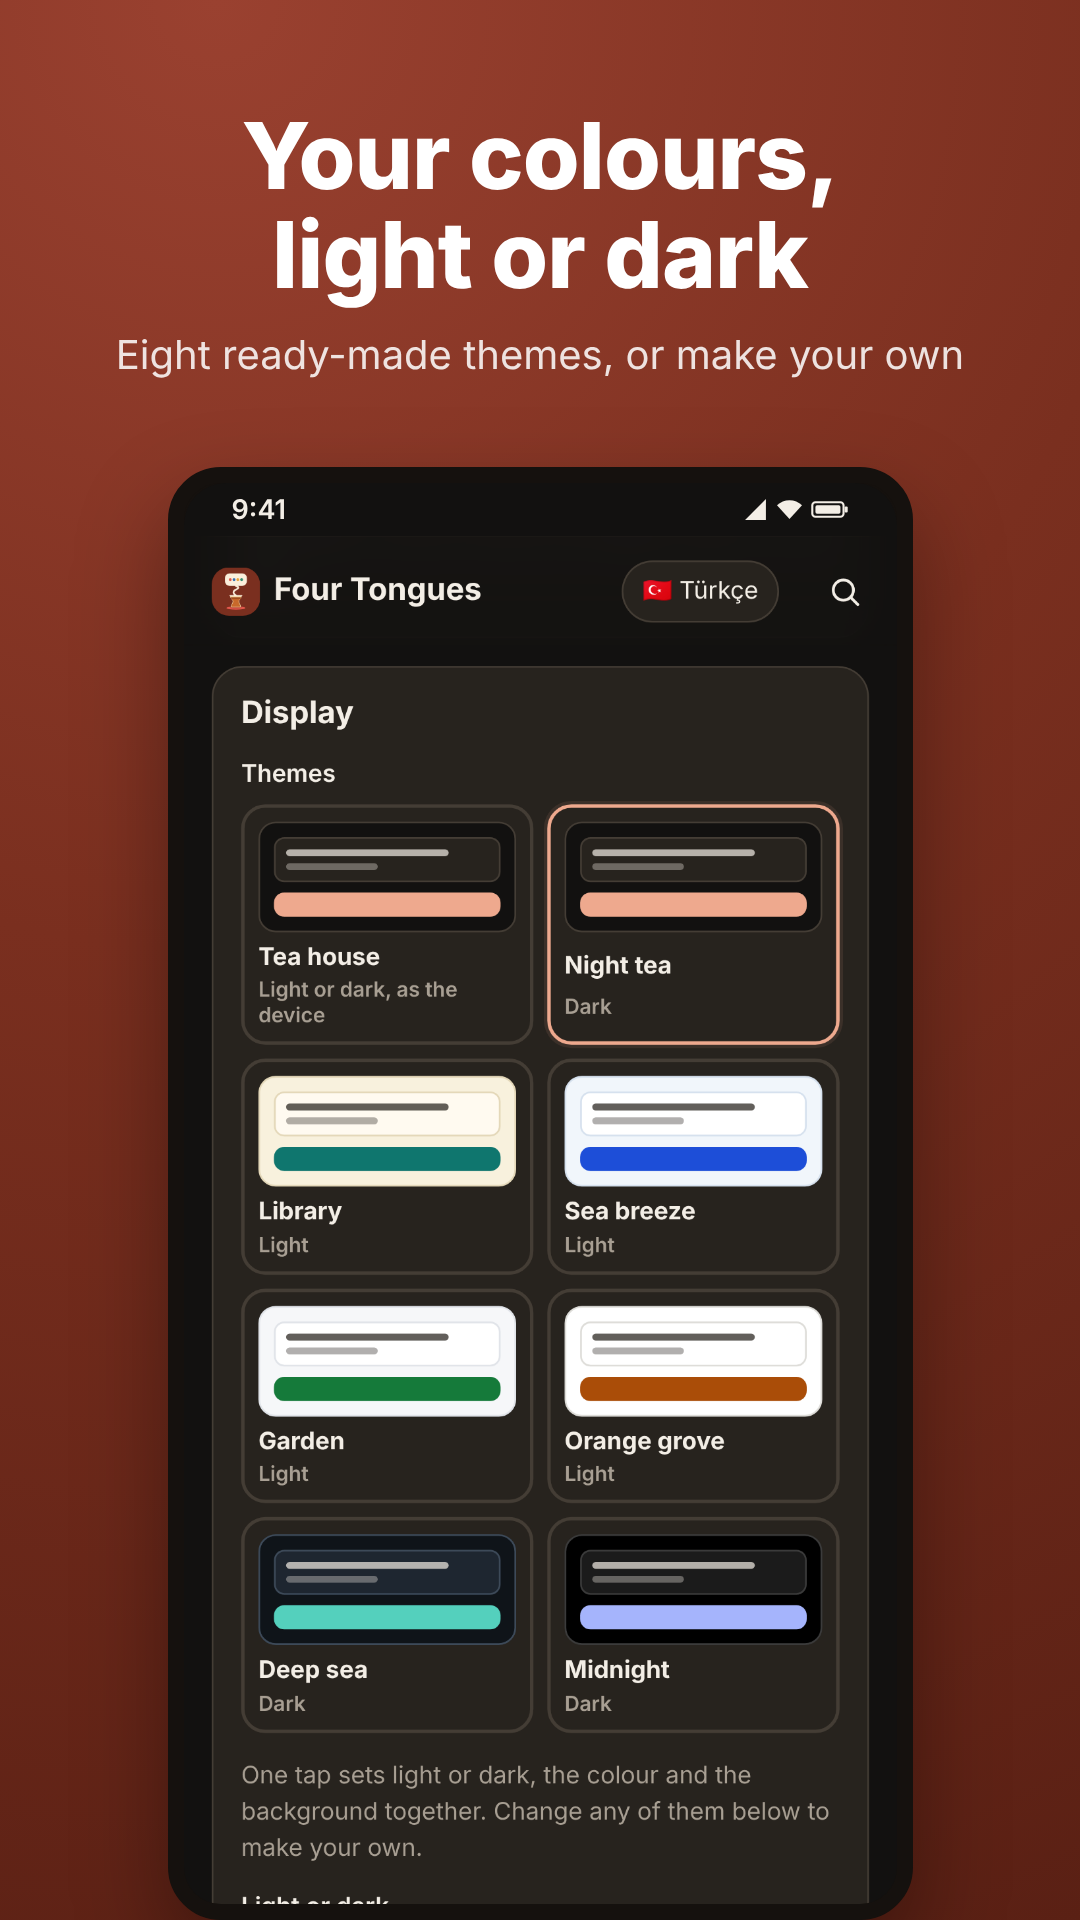 Your colours,
light or dark
Eight ready-made themes, or make your own
9:41
Four Tongues
Türkçe
Display
Themes
Tea house
Light or dark, as the
device
Night tea
Dark
Library
Light
Sea breeze
Light
Garden
Light
Orange grove
Light
Deep sea
Dark
Midnight
Dark
One tap sets light or dark, the colour and the
background together. Change any of them below to
make your own.
Light or dark